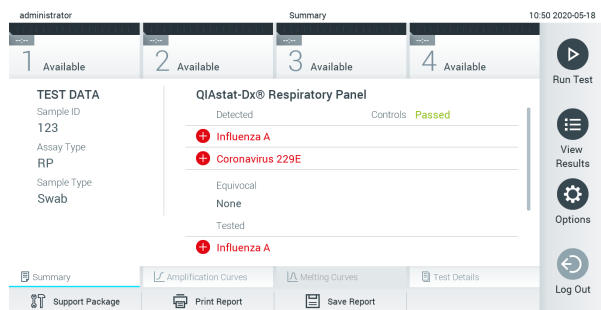 administrator Summary 10:50 2020-05-18
--:-- --:-- --:-- --:--
1 Available 2 Available 3 Available 4 Available
Run Test
TEST DATA
Sample ID
123
Assay Type
RP
Sample Type
Swab
QIAstat-Dx® Respiratory Panel
Detected Controls Passed
Influenza A
Coronavirus 229E
Equivocal
None
Tested
Influenza A
View
Results
Options
Log Out
Summary Amplification Curves Melting Curves Test Details
Support Package Print Report Save Report